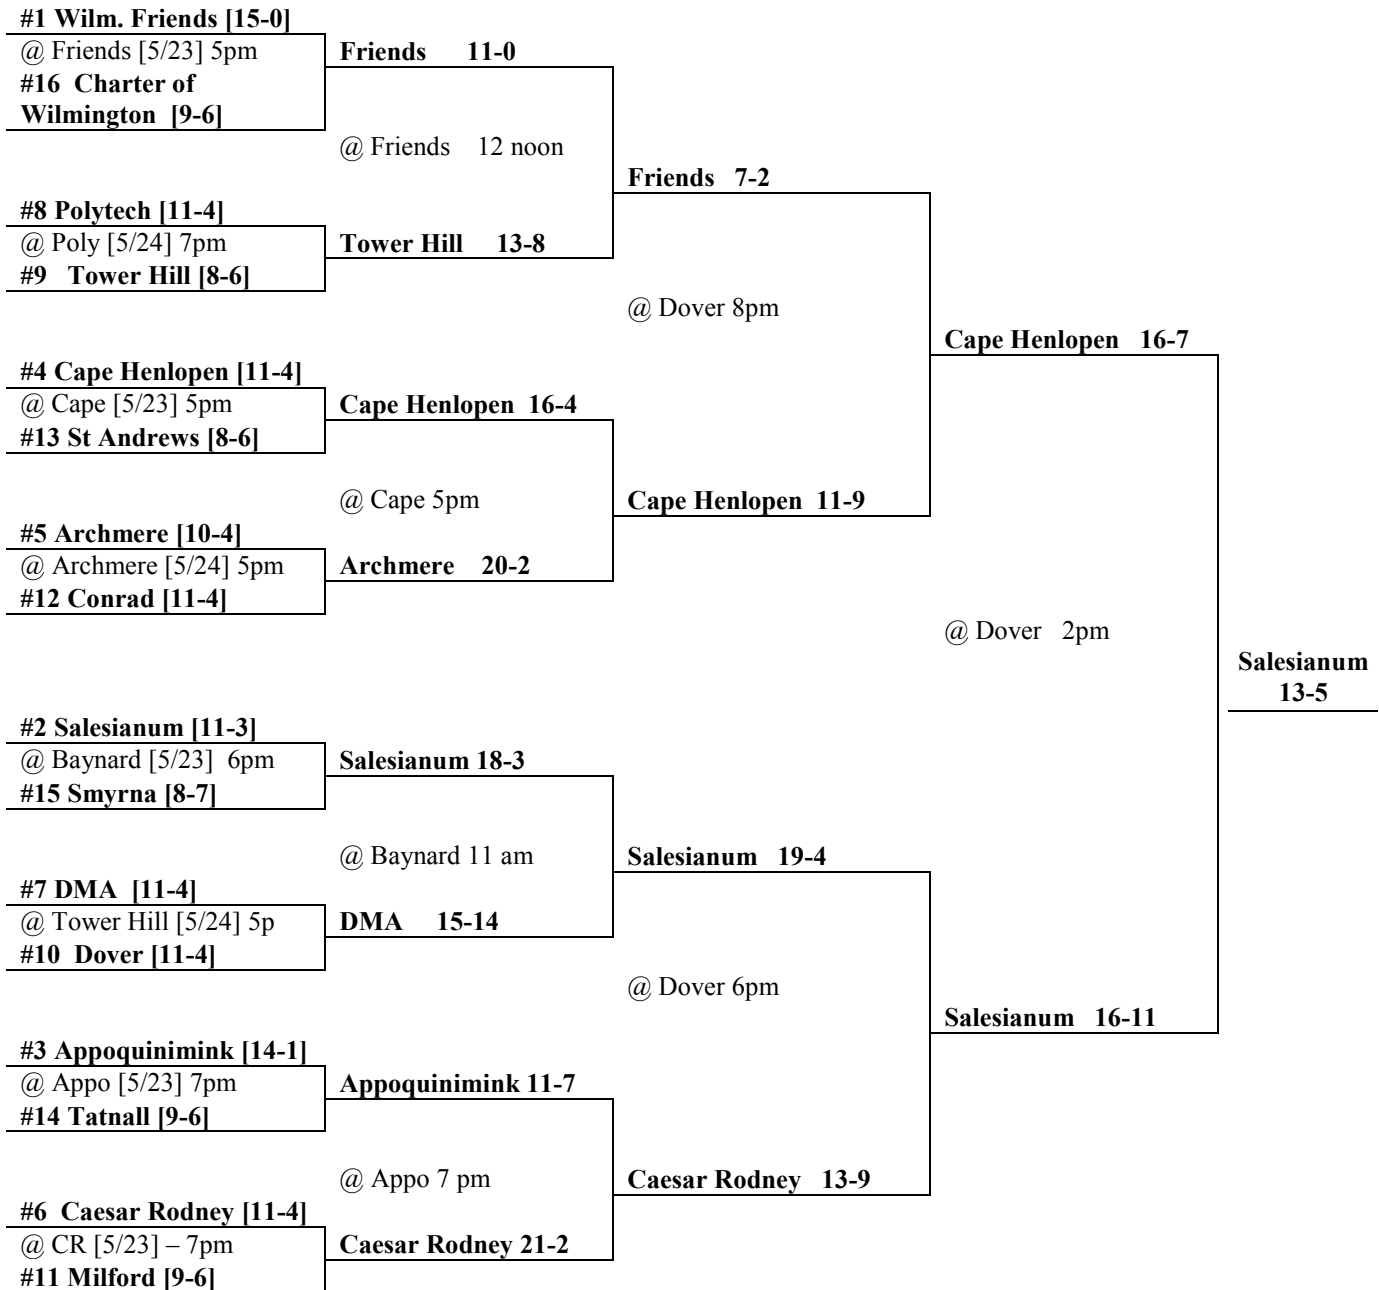 #1 Wilm. Friends [15-0]
@ Friends [5/23] 5pm
#16 Charter of
Wilmington [9-6]
Friends 11-0
@ Friends 12 noon
#8 Polytech [11-4]
@ Poly [5/24] 7pm
#9 Tower Hill [8-6]
Tower Hill 13-8
Friends 7-2
@ Dover 8pm
#4 Cape Henlopen [11-4]
@ Cape [5/23] 5pm
#13 St Andrews [8-6]
Cape Henlopen 16-4
@ Cape 5pm
#5 Archmere [10-4]
@ Archmere [5/24] 5pm
#12 Conrad [11-4]
Archmere 20-2
Cape Henlopen 11-9
Cape Henlopen 16-7
@ Dover 2pm
Salesianum
13-5
#2 Salesianum [11-3]
@ Baynard [5/23] 6pm
#15 Smyrna [8-7]
Salesianum 18-3
@ Baynard 11 am
#7 DMA [11-4]
@ Tower Hill [5/24] 5p
#10 Dover [11-4]
DMA 15-14
Salesianum 19-4
@ Dover 6pm
Salesianum 16-11
#3 Appoquinimink [14-1]
@ Appo [5/23] 7pm
#14 Tatnall [9-6]
Appoquinimink 11-7
@ Appo 7 pm
#6 Caesar Rodney [11-4]
@ CR [5/23] – 7pm
#11 Milford [9-6]
Caesar Rodney 21-2
Caesar Rodney 13-9